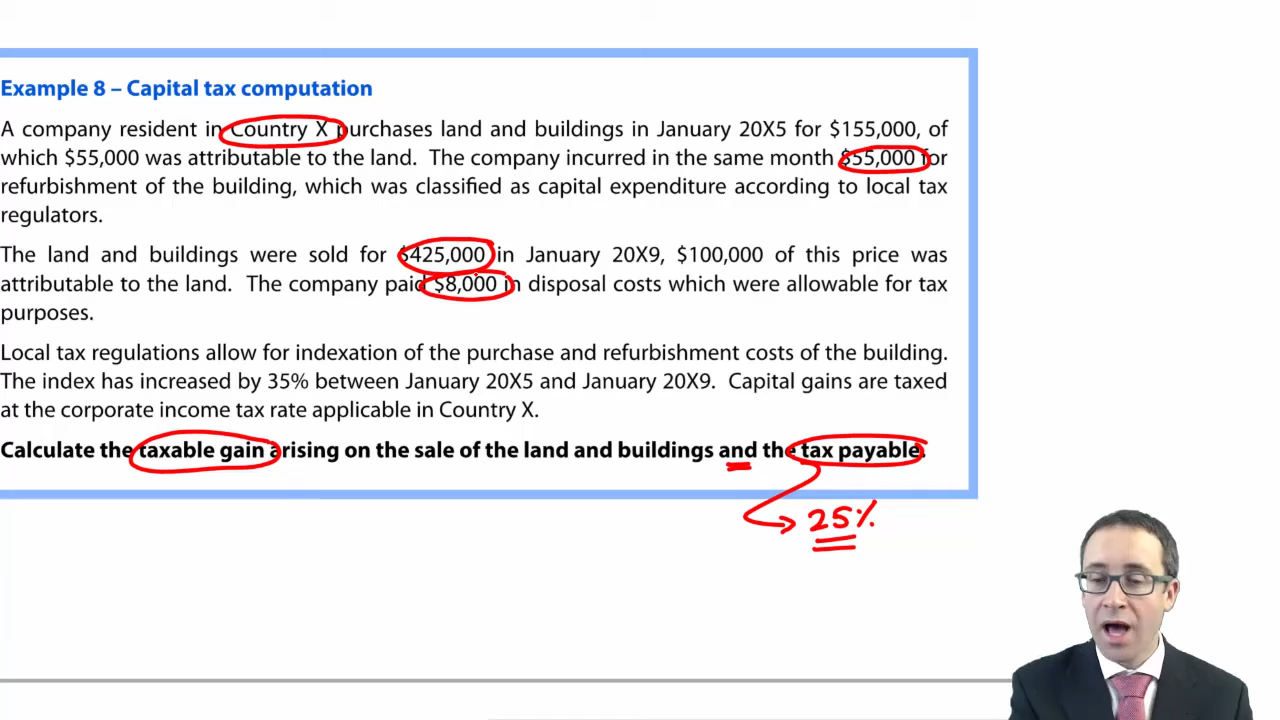 Example 8 – Capital tax computation
A company resident in Country X purchases land and buildings in January 20X5 for $155,000, of
which $55,000 was attributable to the land. The company incurred in the same month $55,000 for
refurbishment of the building, which was classified as capital expenditure according to local tax
regulators.
The land and buildings were sold for $425,000 in January 20X9, $100,000 of this price was
attributable to the land. The company paid $8,000 in disposal costs which were allowable for tax
purposes.
Local tax regulations allow for indexation of the purchase and refurbishment costs of the building.
The index has increased by 35% between January 20X5 and January 20X9. Capital gains are taxed
at the corporate income tax rate applicable in Country X.
Calculate the taxable gain arising on the sale of the land and buildings and the tax payable.
25%